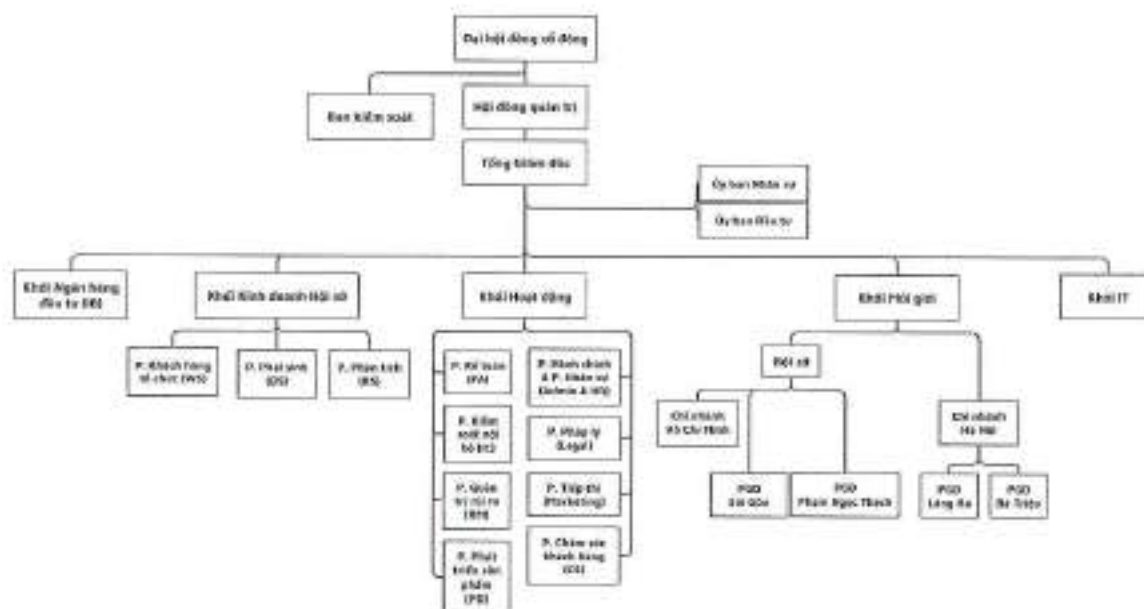 Đại hội đồng cổ đông
Ban kiểm soát
Hội đồng quản trị
Tổng Giám đốc
Ủy ban Nhân sự
Ủy ban Đầu tư
Khối Ngân hàng
đầu tư (IB)
Khối Kinh doanh Hội sở
Khối Hoạt động
Khối Môi giới
Khối IT
P. Khách hàng
tổ chức (WS)
P. Phái sinh
(DS)
P. Phân tích
(RS)
P. Kế toán
(FA)
P. Hành chính
& P. Nhân sự
(Admin & HR)
P. Kiểm
soát nội
bộ (IC)
P. Pháp lý
(Legal)
P. Quản
trị rủi ro
(RM)
P. Tiếp thị
(Marketing)
P. Phát
triển sản
phẩm
(PD)
P. Chăm sóc
khách hàng
(CS)
Hội sở
Chi nhánh
Hồ Chí Minh
Chi nhánh
Hà Nội
PGD
Sài Gòn
PGD
Phạm Ngọc Thạch
PGD
Láng Hạ
PGD
Bà Triệu